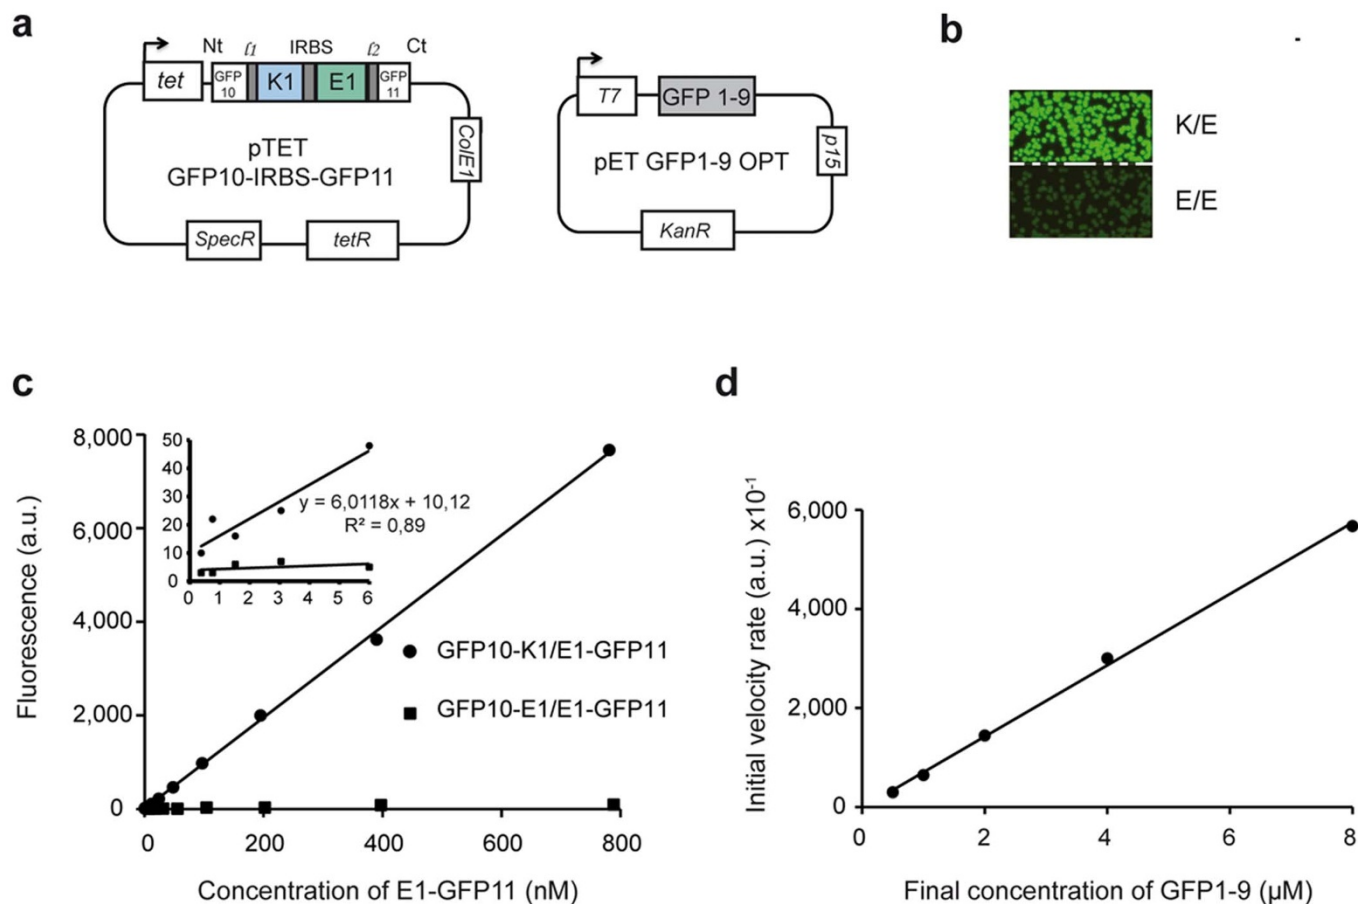 a
Nt ℓ1 IRBS ℓ2 Ct
tet GFP 10 K1 E1 GFP 11
ColE1
pTET
GFP10-IRBS-GFP11
SpecR tetR
T7 GFP 1-9
p15
pET GFP1-9 OPT
KanR
b
K/E
E/E
c
8,000
6,000
4,000
2,000
0
0 200 400 600 800
Fluorescence (a.u.)
Concentration of E1-GFP11 (nM)
50
40
30
20
10
0
0 1 2 3 4 5 6
y = 6,0118x + 10,12
R² = 0,89
GFP10-K1/E1-GFP11
GFP10-E1/E1-GFP11
d
6,000
4,000
2,000
0
0 2 4 6 8
Initial velocity rate (a.u.) x10⁻¹
Final concentration of GFP1-9 (µM)